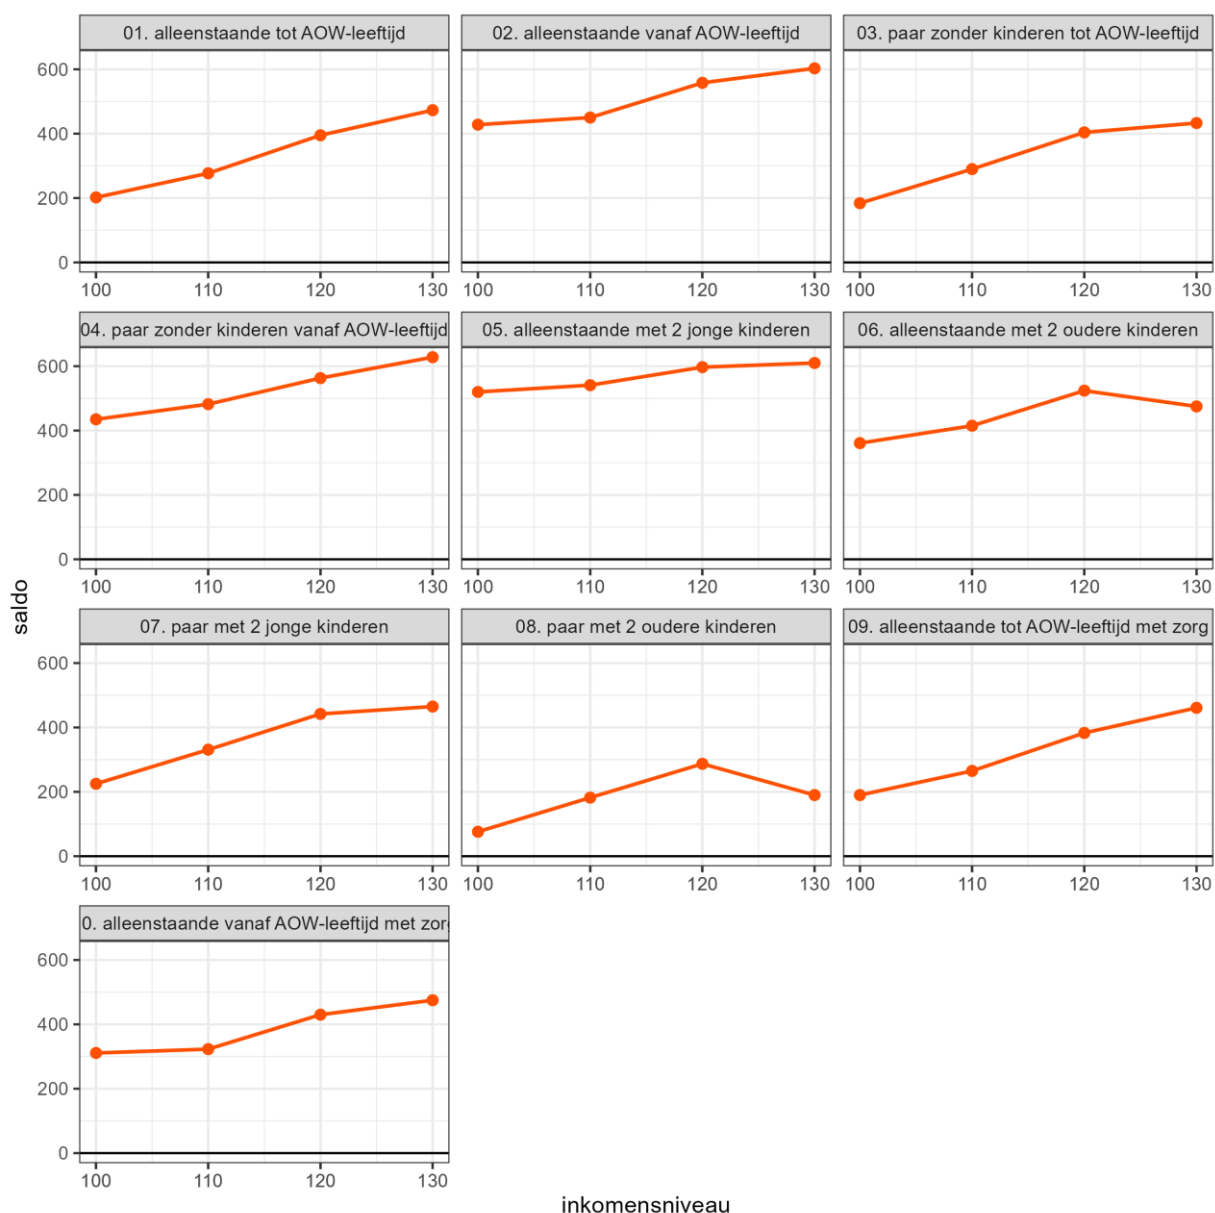 01. alleenstaande tot AOW-leeftijd
02. alleenstaande vanaf AOW-leeftijd
03. paar zonder kinderen tot AOW-leeftijd
600
400
200
0
100 110 120 130
100 110 120 130
100 110 120 130
04. paar zonder kinderen vanaf AOW-leeftijd
05. alleenstaande met 2 jonge kinderen
06. alleenstaande met 2 oudere kinderen
600
400
200
0
100 110 120 130
100 110 120 130
100 110 120 130
saldo
07. paar met 2 jonge kinderen
08. paar met 2 oudere kinderen
09. alleenstaande tot AOW-leeftijd met zorg
600
400
200
0
100 110 120 130
100 110 120 130
100 110 120 130
0. alleenstaande vanaf AOW-leeftijd met zor
600
400
200
0
100 110 120 130
inkomensniveau